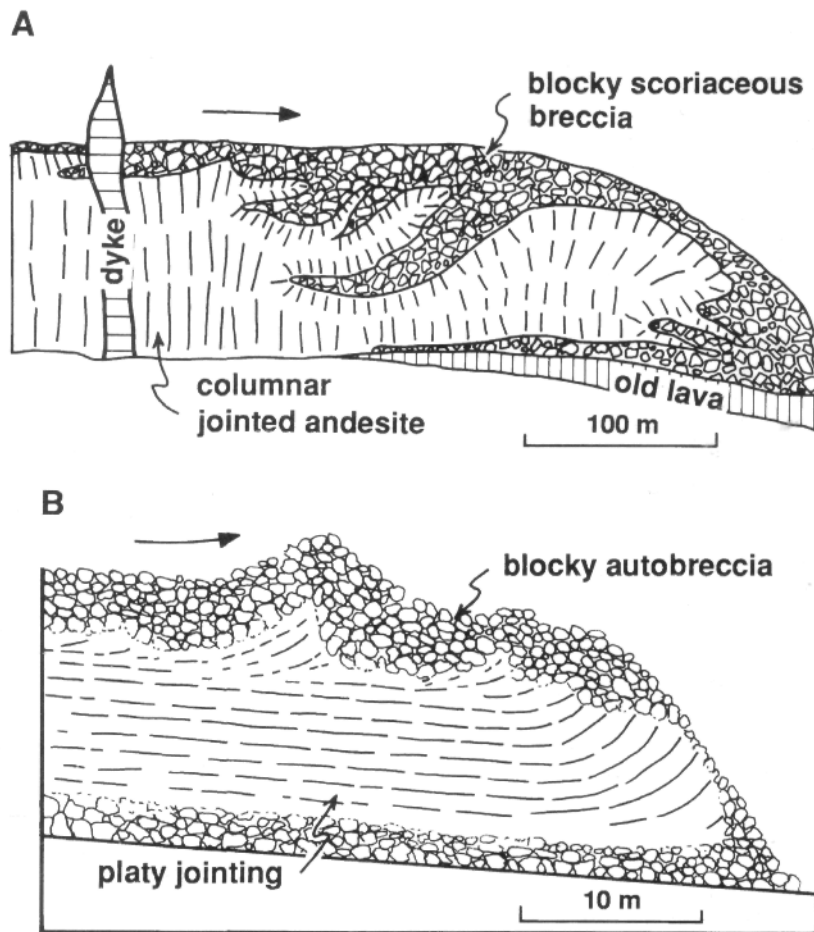 A
blocky scoriaceous
breccia
dyke
columnar
jointed andesite
old lava
100 m
B
blocky autobreccia
platy jointing
10 m